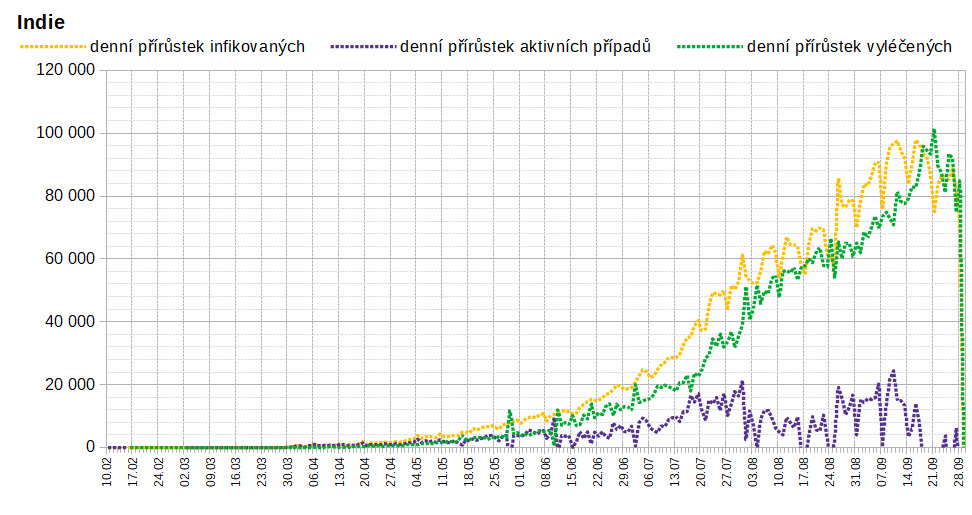 Indie
denní přírůstek infikovaných denní přírůstek aktivních případů denní přírůstek vyléčených
120 000
100 000
80 000
60 000
40 000
20 000
0
10.02 17.02 24.02 02.03 09.03 16.03 23.03 30.03 06.04 13.04 20.04 27.04 04.05 11.05 18.05 25.05 01.06 08.06 15.06 22.06 29.06 06.07 13.07 20.07 27.07 03.08 10.08 17.08 24.08 31.08 07.09 14.09 21.09 28.09